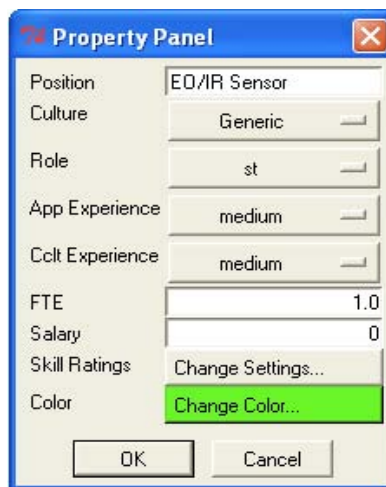 Property Panel
Position EO/IR Sensor
Culture Generic
Role st
App Experience medium
Cclt Experience medium
FTE 1.0
Salary 0
Skill Ratings Change Settings...
Color Change Color...
OK Cancel